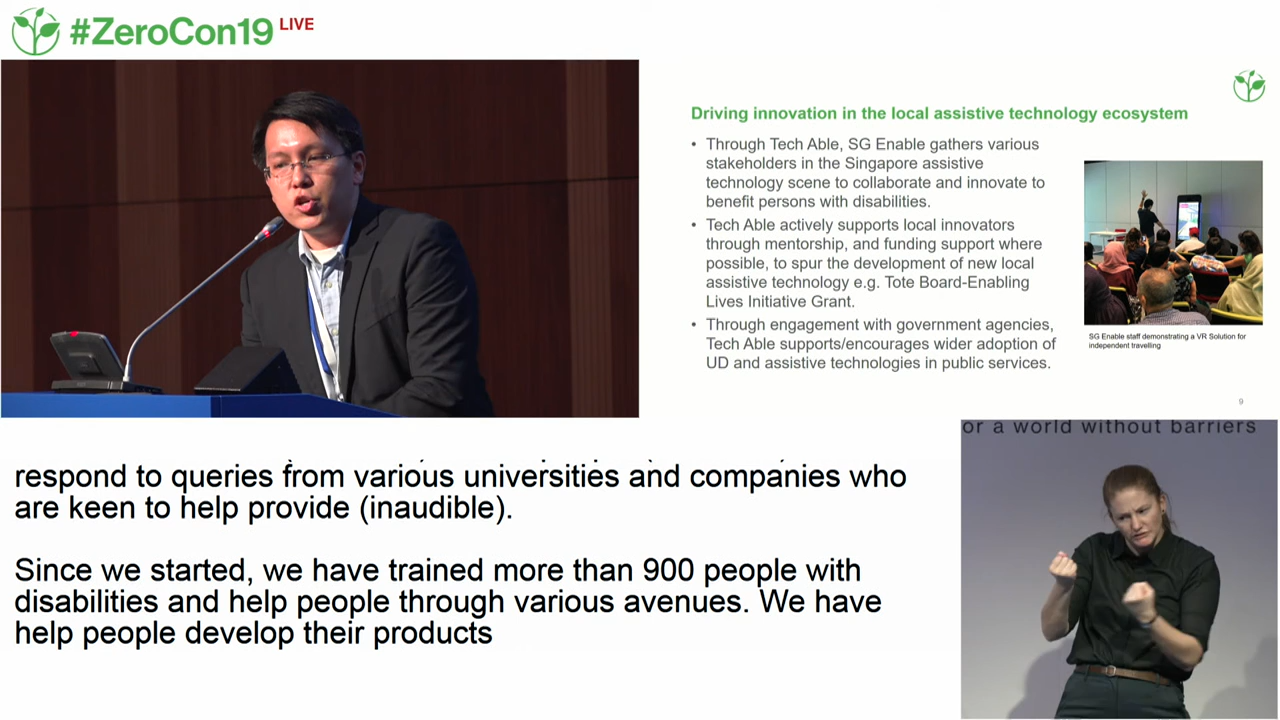 #ZeroCon19 LIVE
Driving innovation in the local assistive technology ecosystem
• Through Tech Able, SG Enable gathers various
stakeholders in the Singapore assistive
technology scene to collaborate and innovate to
benefit persons with disabilities.
• Tech Able actively supports local innovators
through mentorship, and funding support where
possible, to spur the development of new local
assistive technology e.g. Tote Board-Enabling
Lives Initiative Grant.
• Through engagement with government agencies,
Tech Able supports/encourages wider adoption of
UD and assistive technologies in public services.
SG Enable staff demonstrating a VR Solution for
independent travelling
9
or a world without barriers
respond to queries from various universities and companies who
are keen to help provide (inaudible).
Since we started, we have trained more than 900 people with
disabilities and help people through various avenues. We have
help people develop their products